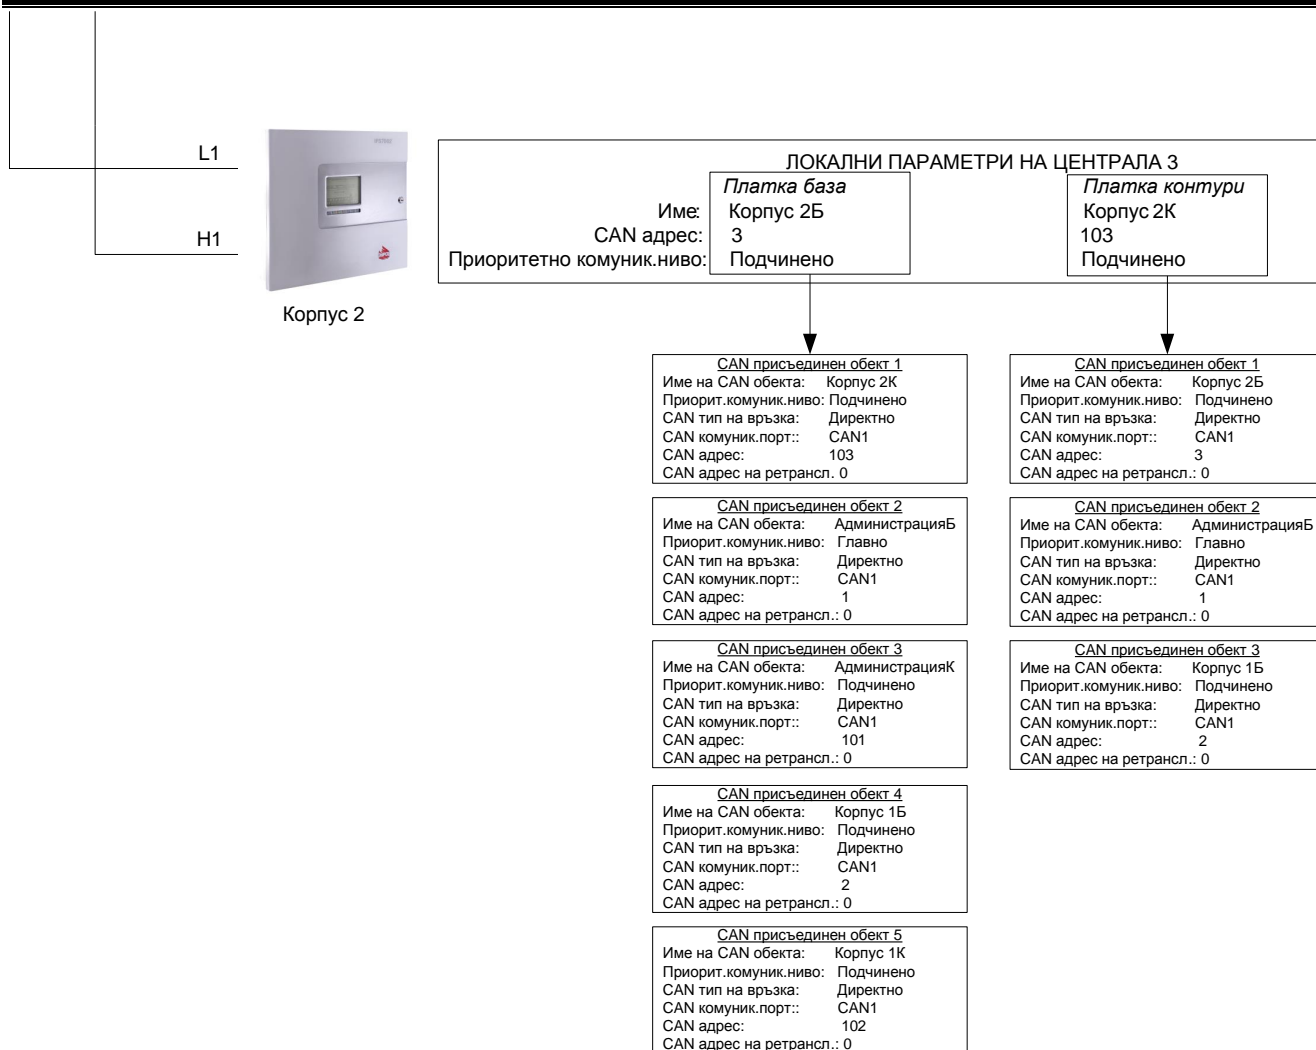 L1
H1
Корпус 2
ЛОКАЛНИ ПАРАМЕТРИ НА ЦЕНТРАЛА 3
Платка база
Име: Корпус 2Б
CAN адрес: 3
Приоритетно комуник.ниво: Подчинено
Платка контури
Корпус 2К
103
Подчинено
CAN присъединен обект 1
Име на CAN обекта: Корпус 2К
Приорит.комуник.ниво: Подчинено
CAN тип на връзка: Директно
CAN комуник.порт:: CAN1
CAN адрес: 103
CAN адрес на ретрансл. 0
CAN присъединен обект 2
Име на CAN обекта: АдминистрацияБ
Приорит.комуник.ниво: Главно
CAN тип на връзка: Директно
CAN комуник.порт:: CAN1
CAN адрес: 1
CAN адрес на ретрансл.: 0
CAN присъединен обект 3
Име на CAN обекта: АдминистрацияК
Приорит.комуник.ниво: Подчинено
CAN тип на връзка: Директно
CAN комуник.порт:: CAN1
CAN адрес: 101
CAN адрес на ретрансл.: 0
CAN присъединен обект 4
Име на CAN обекта: Корпус 1Б
Приорит.комуник.ниво: Подчинено
CAN тип на връзка: Директно
CAN комуник.порт:: CAN1
CAN адрес: 2
CAN адрес на ретрансл.: 0
CAN присъединен обект 5
Име на CAN обекта: Корпус 1К
Приорит.комуник.ниво: Подчинено
CAN тип на връзка: Директно
CAN комуник.порт:: CAN1
CAN адрес: 102
CAN адрес на ретрансл.: 0
CAN присъединен обект 1
Име на CAN обекта: Корпус 2Б
Приорит.комуник.ниво: Подчинено
CAN тип на връзка: Директно
CAN комуник.порт:: CAN1
CAN адрес: 3
CAN адрес на ретрансл.: 0
CAN присъединен обект 2
Име на CAN обекта: АдминистрацияБ
Приорит.комуник.ниво: Главно
CAN тип на връзка: Директно
CAN комуник.порт:: CAN1
CAN адрес: 1
CAN адрес на ретрансл.: 0
CAN присъединен обект 3
Име на CAN обекта: Корпус 1Б
Приорит.комуник.ниво: Подчинено
CAN тип на връзка: Директно
CAN комуник.порт:: CAN1
CAN адрес: 2
CAN адрес на ретрансл.: 0